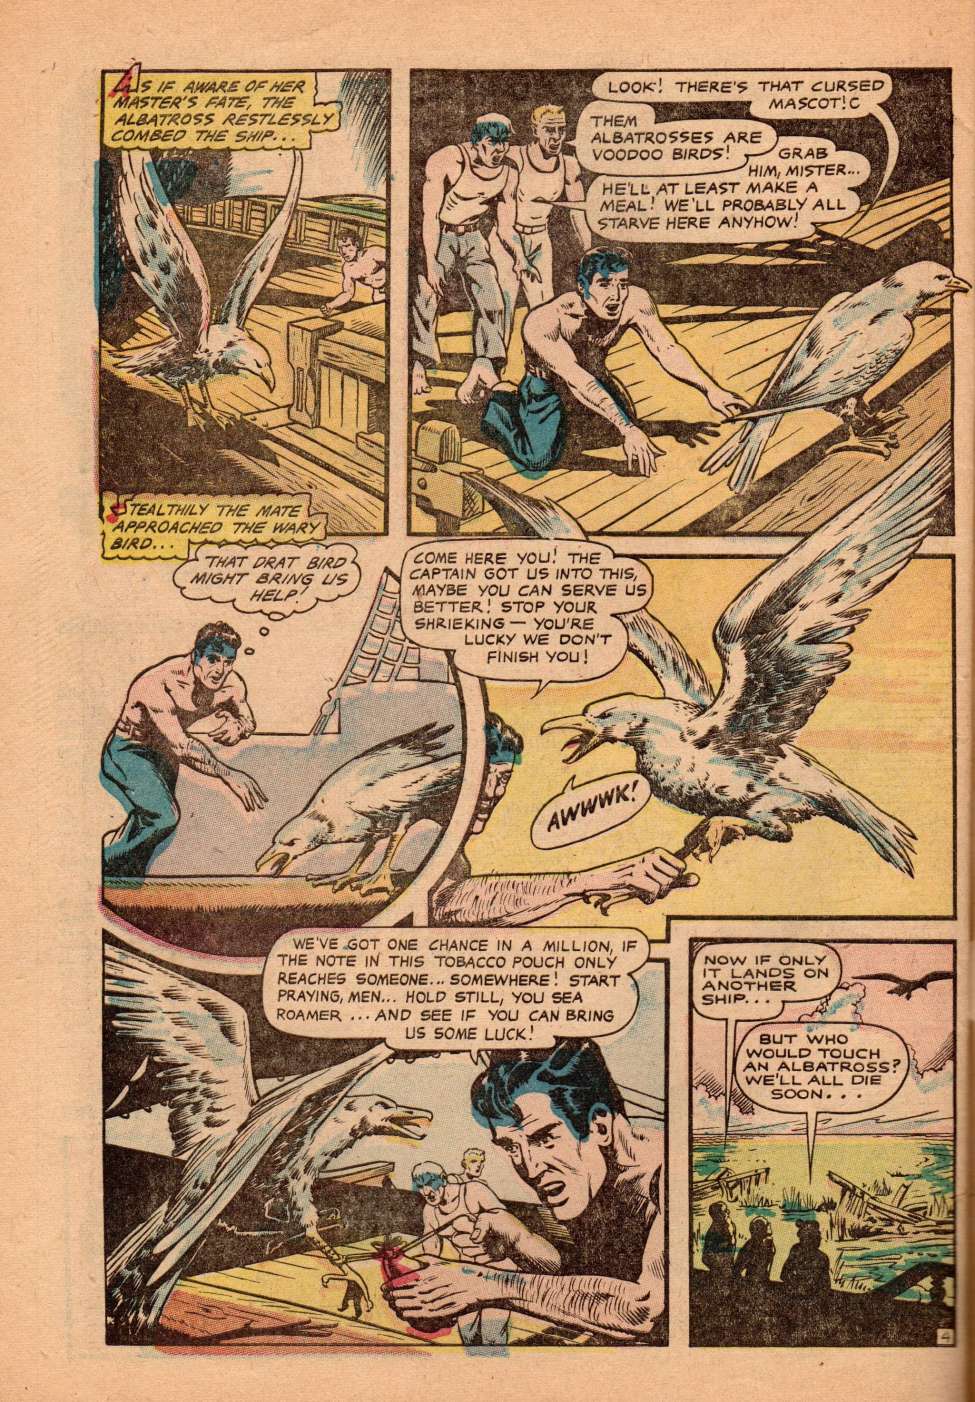 AS IF AWARE OF HER
MASTER'S FATE, THE
ALBATROSS RESTLESSLY
COMBED THE SHIP...
STEALTHILY THE MATE
APPROACHED THE WARY
BIRD...
LOOK! THERE'S THAT CURSED
MASCOT!C
THEM
ALBATROSSES ARE
VOODOO BIRDS!
GRAB
HIM, MISTER...
HE'LL AT LEAST MAKE A
MEAL! WE'LL PROBABLY ALL
STARVE HERE ANYHOW!
THAT DRAT BIRD
MIGHT BRING US
HELP!
COME HERE YOU! THE
CAPTAIN GOT US INTO THIS,
MAYBE YOU CAN SERVE US
BETTER! STOP YOUR
SHRIEKING — YOU'RE
LUCKY WE DON'T
FINISH YOU!
AWWWK!
WE'VE GOT ONE CHANCE IN A MILLION, IF
THE NOTE IN THIS TOBACCO POUCH ONLY
REACHES SOMEONE... SOMEWHERE! START
PRAYING, MEN... HOLD STILL, YOU SEA
ROAMER ... AND SEE IF YOU CAN BRING
US SOME LUCK!
NOW IF ONLY
IT LANDS ON
ANOTHER
SHIP...
BUT WHO
WOULD TOUCH
AN ALBATROSS?
WE'LL ALL DIE
SOON...
4